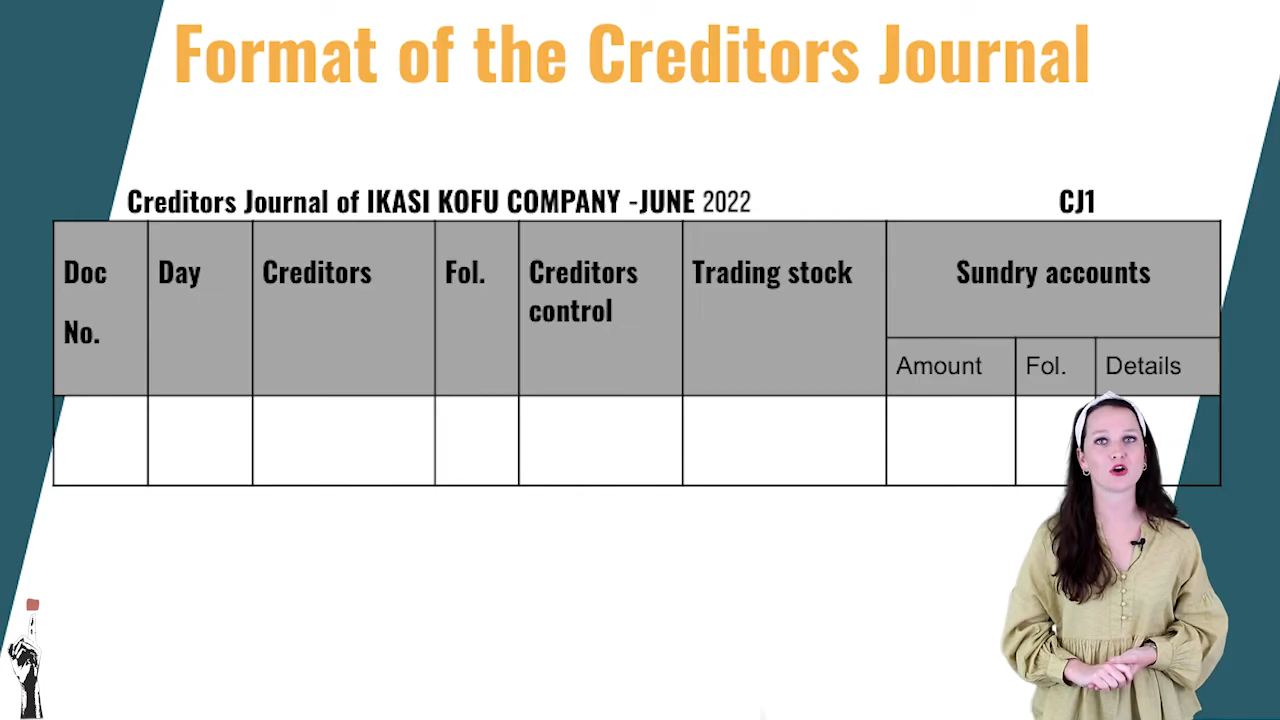 Format of the Creditors Journal
Creditors Journal of IKASI KOFU COMPANY -JUNE 2022 CJ1
Doc No.
Day
Creditors
Fol.
Creditors control
Trading stock
Sundry accounts
Amount
Fol.
Details